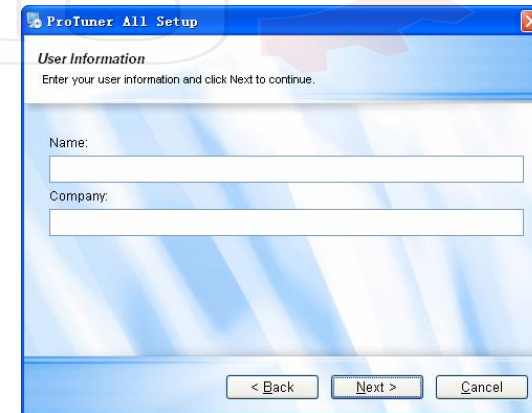 ProTuner All Setup
User Information
Enter your user information and click Next to continue.
Name:
Company:
< Back
Next >
Cancel